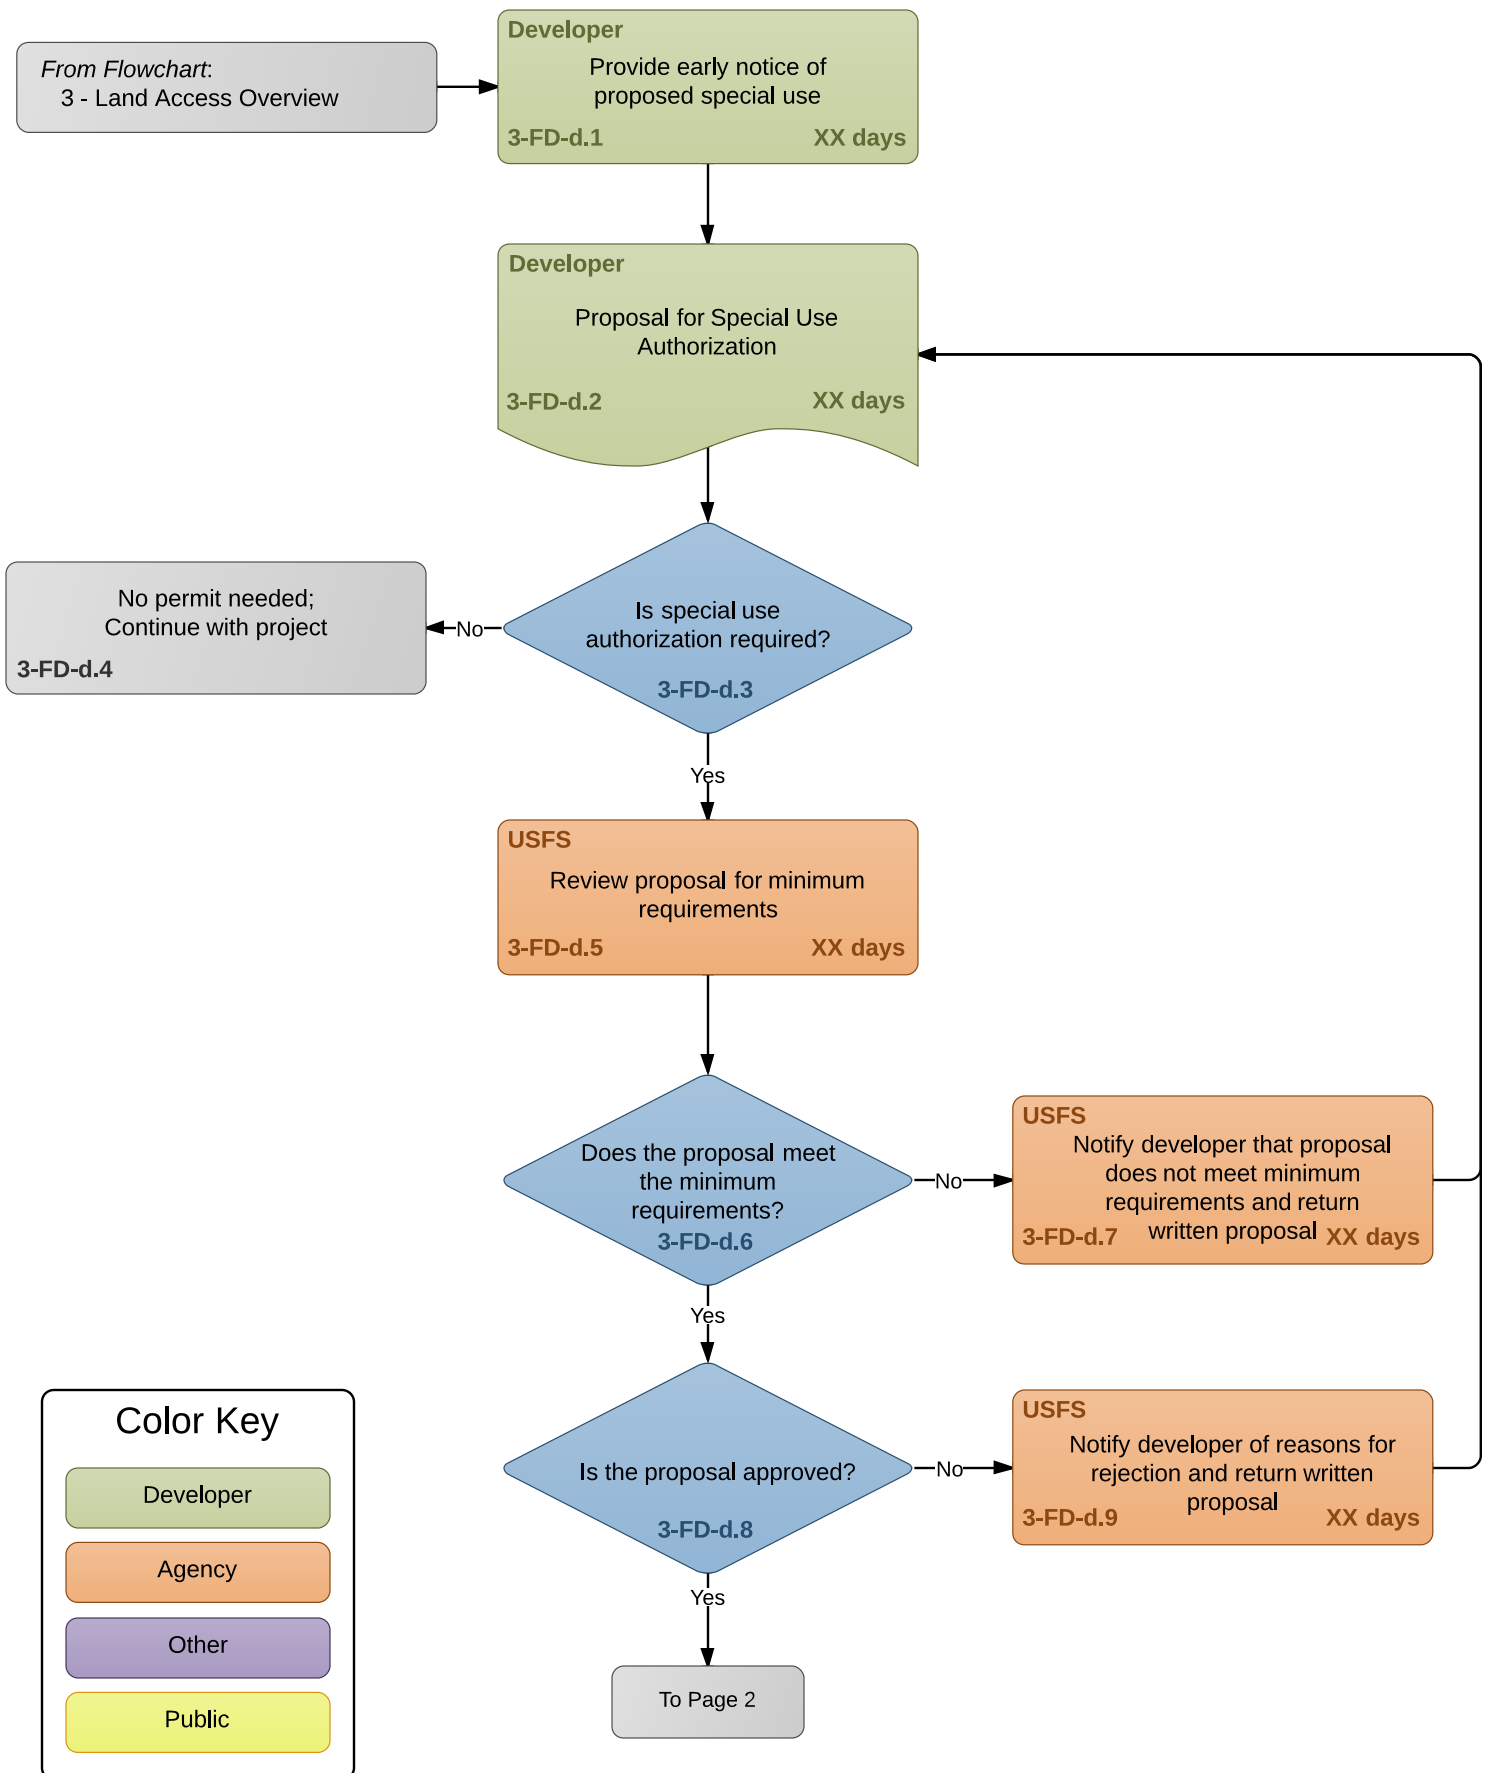 Developer
Provide early notice of
proposed special use
3-FD-d.1 XX days
From Flowchart:
3 - Land Access Overview
Developer
Proposal for Special Use
Authorization
3-FD-d.2 XX days
Is special use
authorization required?
3-FD-d.3
No
No permit needed;
Continue with project
3-FD-d.4
Yes
USFS
Review proposal for minimum
requirements
3-FD-d.5 XX days
Does the proposal meet
the minimum
requirements?
3-FD-d.6
No
USFS
Notify developer that proposal
does not meet minimum
requirements and return
written proposal
3-FD-d.7 XX days
Yes
Is the proposal approved?
3-FD-d.8
No
USFS
Notify developer of reasons for
rejection and return written
proposal
3-FD-d.9 XX days
Yes
To Page 2
Color Key
Developer
Agency
Other
Public